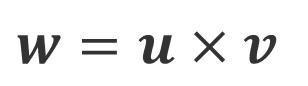 w = u × v